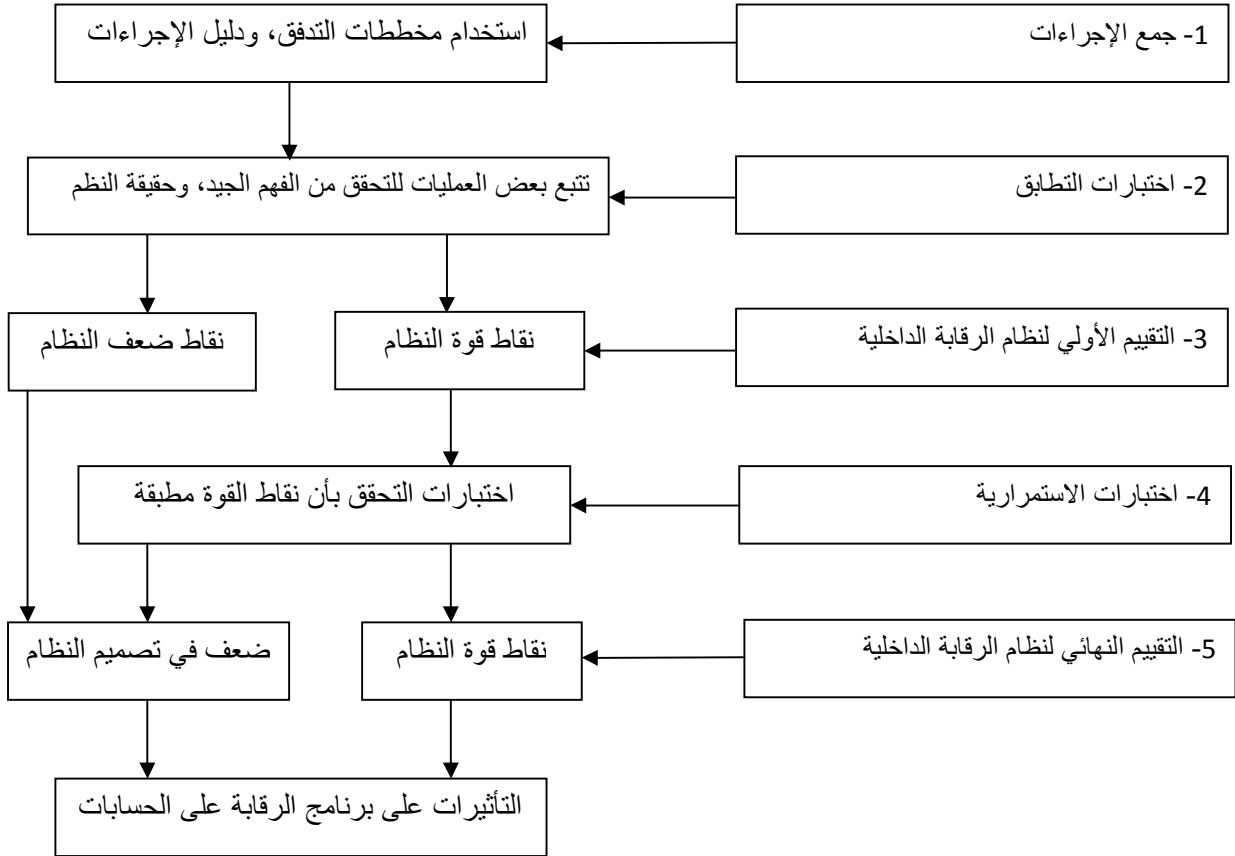 1- جمع الإجراءات
استخدام مخططات التدفق، ودليل الإجراءات
2- اختبارات التطابق
تتبع بعض العمليات للتحقق من الفهم الجيد، وحقيقة النظم
3- التقييم الأولي لنظام الرقابة الداخلية
نقاط قوة النظام
نقاط ضعف النظام
4- اختبارات الاستمرارية
اختبارات التحقق بأن نقاط القوة مطبقة
5- التقييم النهائي لنظام الرقابة الداخلية
نقاط قوة النظام
ضعف في تصميم النظام
التأثيرات على برنامج الرقابة على الحسابات